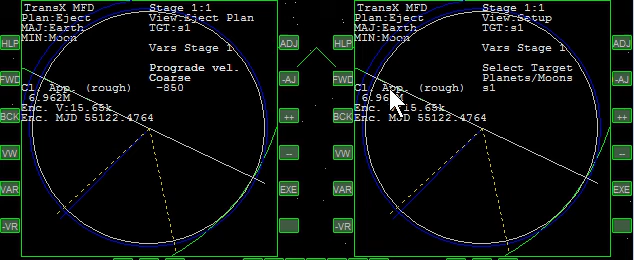 TransX MFD Stage 1:1
Plan:Eject View:Eject Plan
MAJ:Earth TGT:s1
MIN:Moon
Vars Stage 1
Prograde vel.
Coarse
Cl. App. (rough) -850
6.962M
Enc. V:15.65k
Enc. MJD 55122.4764
HLP
FWD
BCK
VW
VAR
-VR
ADJ
-AJ
++
--
EXE
TransX MFD Stage 1:1
Plan:Eject View:Setup
MAJ:Earth TGT:s1
MIN:Moon
Vars Stage 1
Select Target
Planets/Moons
Cl. App. (rough) s1
6.962M
Enc. V:15.65k
Enc. MJD 55122.4764
HLP
FWD
BCK
VW
VAR
-VR
ADJ
-AJ
++
--
EXE